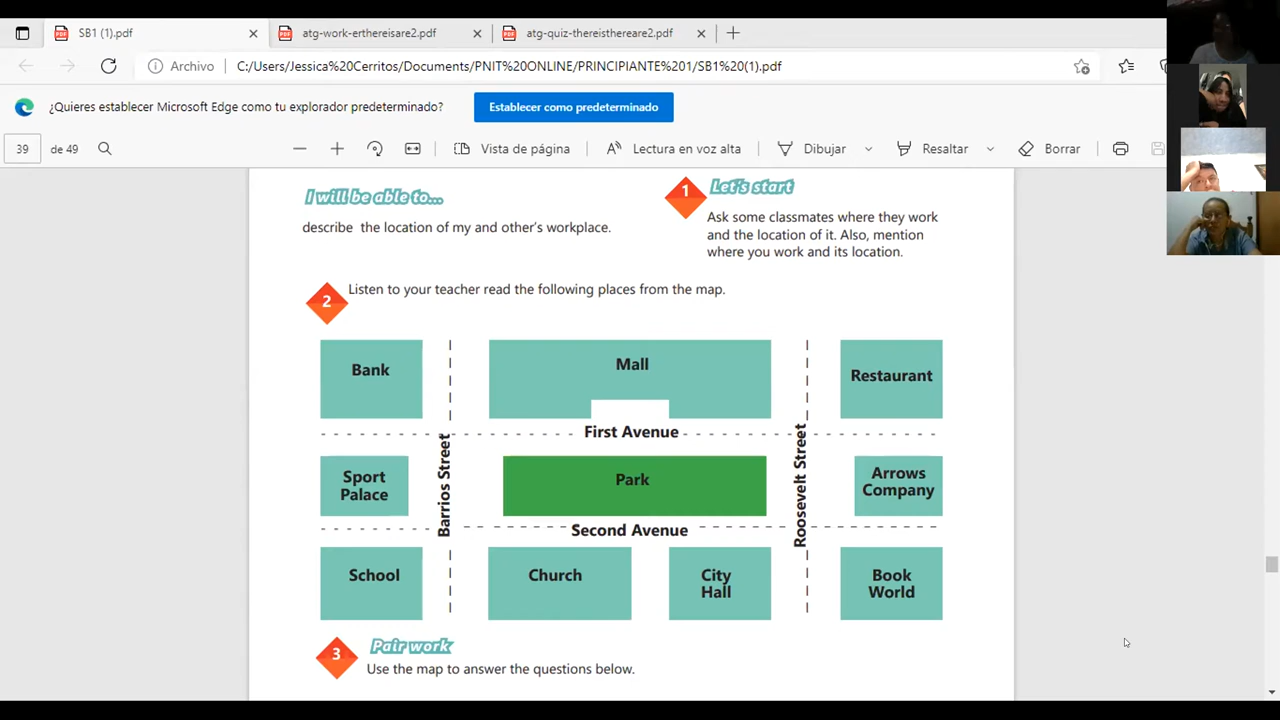 SB1 (1).pdf
atg-work-erthereisare2.pdf
atg-quiz-thereisthereare2.pdf
Archivo
C:/Users/Jessica%20Cerritos/Documents/PNIT%20ONLINE/PRINCIPIANTE%201/SB1%20(1).pdf
¿Quieres establecer Microsoft Edge como tu explorador predeterminado?
Establecer como predeterminado
39 de 49
Vista de página
Lectura en voz alta
Dibujar
Resaltar
Borrar
I will be able to...
describe the location of my and other's workplace.
1
Let's start
Ask some classmates where they work
and the location of it. Also, mention
where you work and its location.
2
Listen to your teacher read the following places from the map.
Bank
Mall
Restaurant
First Avenue
Sport
Palace
Barrios Street
Park
Roosevelt Street
Arrows
Company
Second Avenue
School
Church
City
Hall
Book
World
3
Pair work
Use the map to answer the questions below.